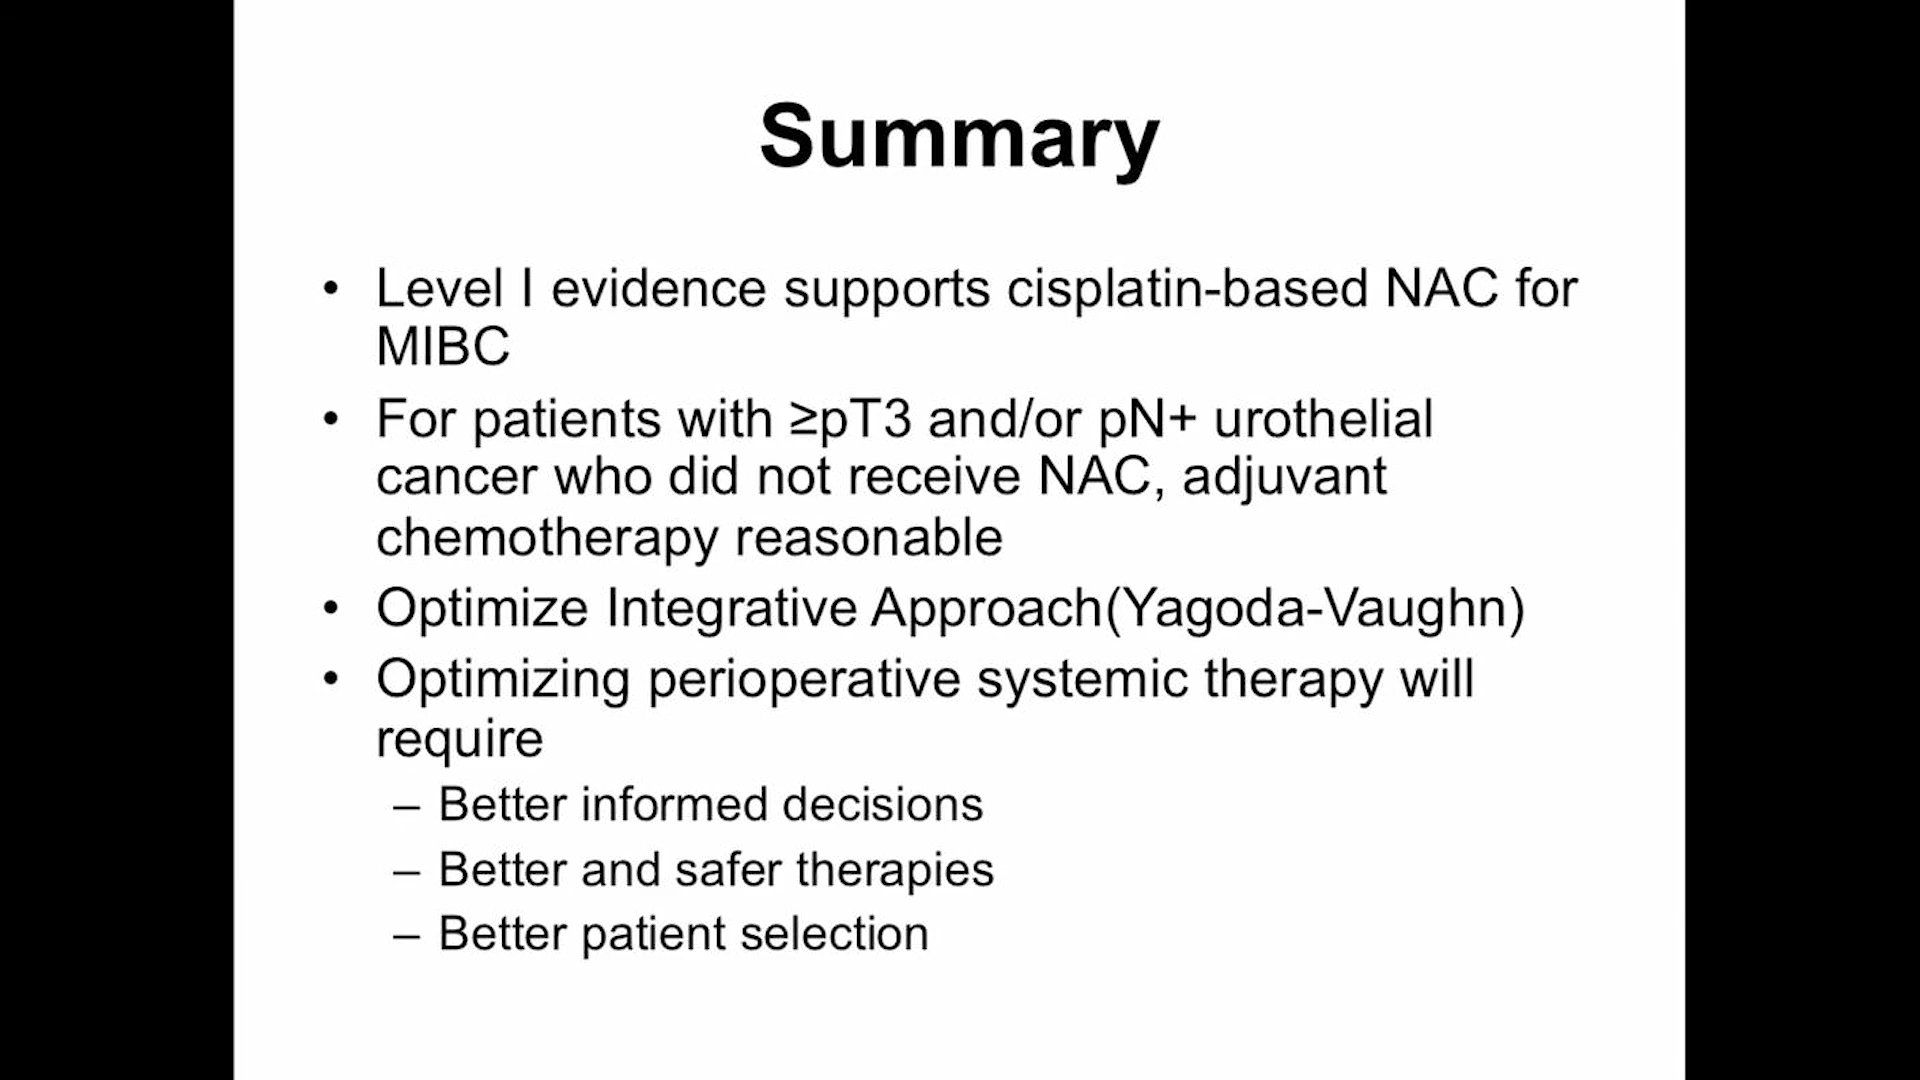 Summary
• Level I evidence supports cisplatin-based NAC for
MIBC
• For patients with ≥pT3 and/or pN+ urothelial
cancer who did not receive NAC, adjuvant
chemotherapy reasonable
• Optimize Integrative Approach(Yagoda-Vaughn)
• Optimizing perioperative systemic therapy will
require
– Better informed decisions
– Better and safer therapies
– Better patient selection